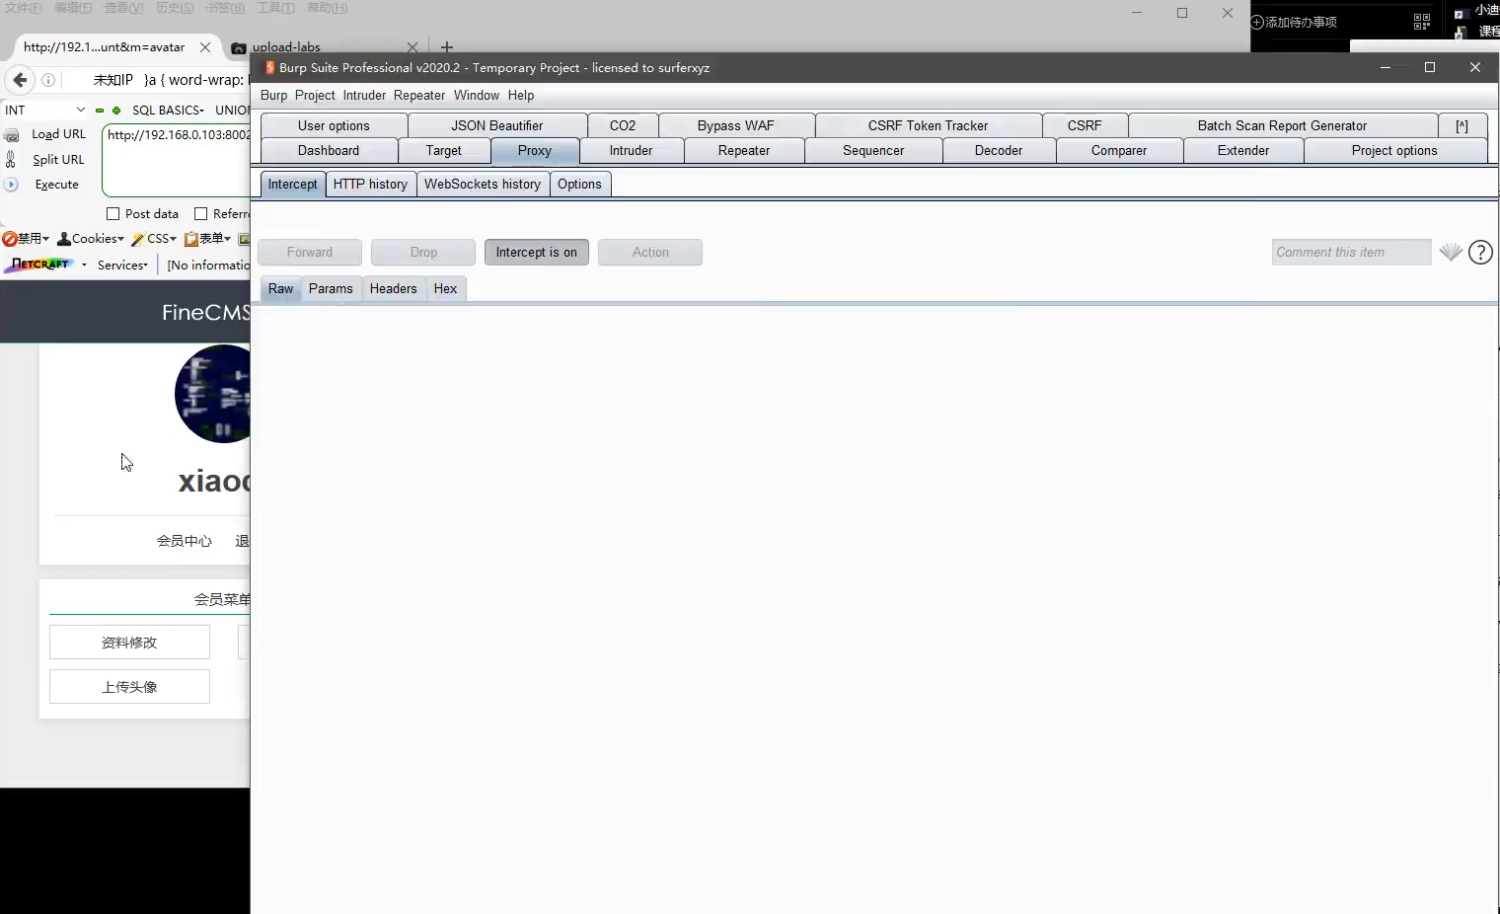 文件(F) 编辑(E) 查看(V) 历史(S) 书签(B) 工具(T) 帮助(H)
添加待办事项
小迪
课程
http://192.1...unt&m=avatar
upload-labs
未知IP }a { word-wrap:
Burp Suite Professional v2020.2 - Temporary Project - licensed to surferxyz
Burp Project Intruder Repeater Window Help
INT SQL BASICS
Load URL
http://192.168.0.103:8002
Split URL
Execute
Post data
禁用 Cookies CSS 表单
NETCRAFT Services [No
User options JSON Beautifier CO2 Bypass WAF CSRF Token Tracker CSRF Batch Scan Report Generator [^]
Dashboard Target Proxy Intruder Repeater Sequencer Decoder Comparer Extender Project options
Intercept HTTP history WebSockets history Options
Forward Drop Intercept is on Action Comment this item ?
Raw Params Headers Hex
FineCMS
会员中心
会员菜单
资料修改
上传头像